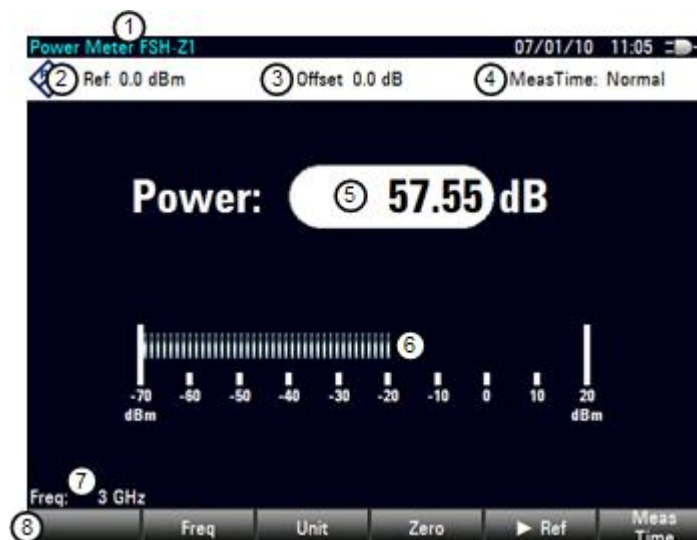 1
Power Meter FSH-Z1 07/01/10 11:05
2 Ref: 0.0 dBm 3 Offset 0.0 dB 4 MeasTime: Normal
Power: 5 57.55 dB
6
-70 -60 -50 -40 -30 -20 -10 0 10 20
dBm dBm
7
Freq: 3 GHz
8 Freq Unit Zero ► Ref Meas
Time